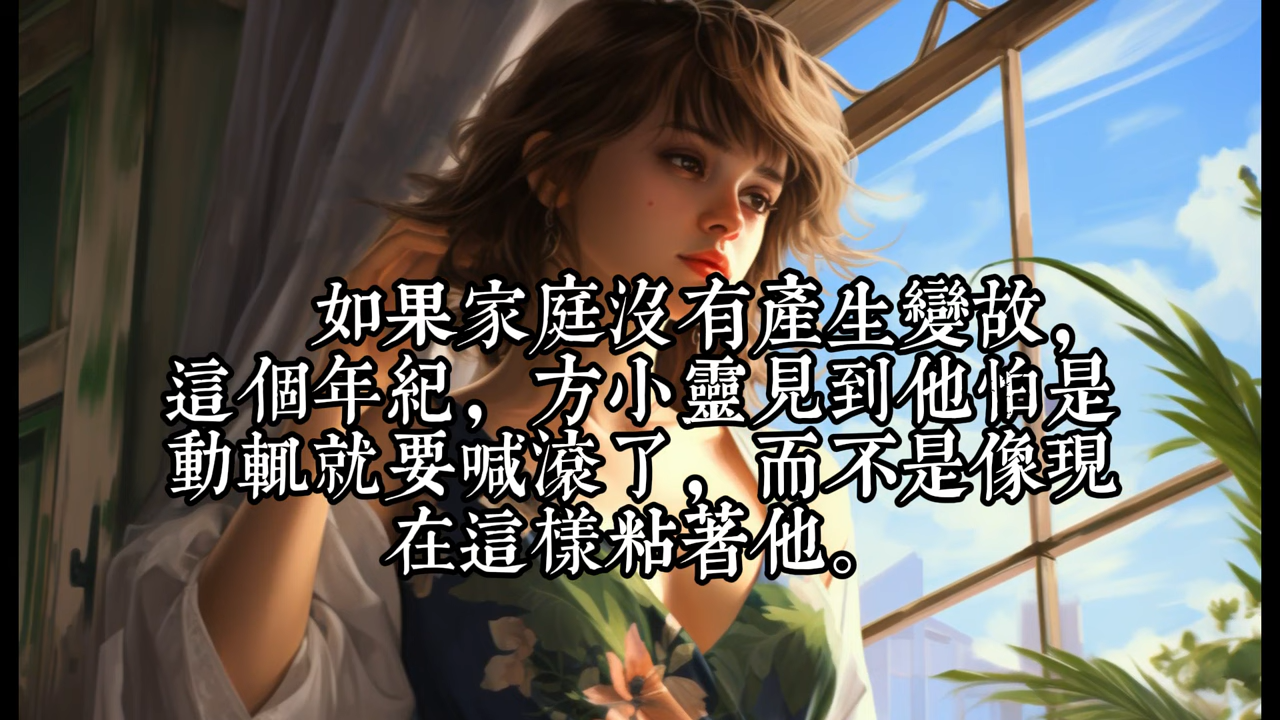 如果家庭沒有產生變故，
這個年紀，方小靈見到他怕是
動輒就要喊滾了，而不是像現
在這樣粘著他。